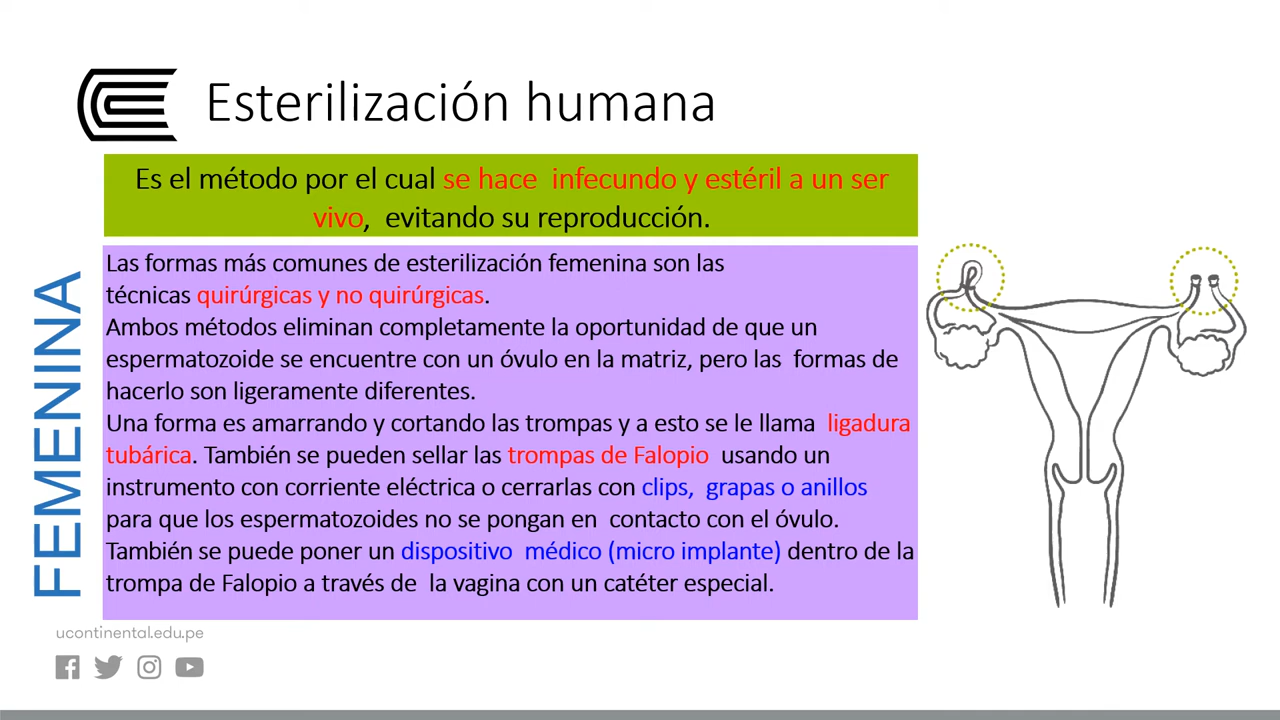 Esterilización humana
Es el método por el cual se hace infecundo y estéril a un ser
vivo, evitando su reproducción.
FEMENINA
Las formas más comunes de esterilización femenina son las
técnicas quirúrgicas y no quirúrgicas.
Ambos métodos eliminan completamente la oportunidad de que un
espermatozoide se encuentre con un óvulo en la matriz, pero las formas de
hacerlo son ligeramente diferentes.
Una forma es amarrando y cortando las trompas y a esto se le llama ligadura
tubárica. También se pueden sellar las trompas de Falopio usando un
instrumento con corriente eléctrica o cerrarlas con clips, grapas o anillos
para que los espermatozoides no se pongan en contacto con el óvulo.
También se puede poner un dispositivo médico (micro implante) dentro de la
trompa de Falopio a través de la vagina con un catéter especial.
ucontinental.edu.pe